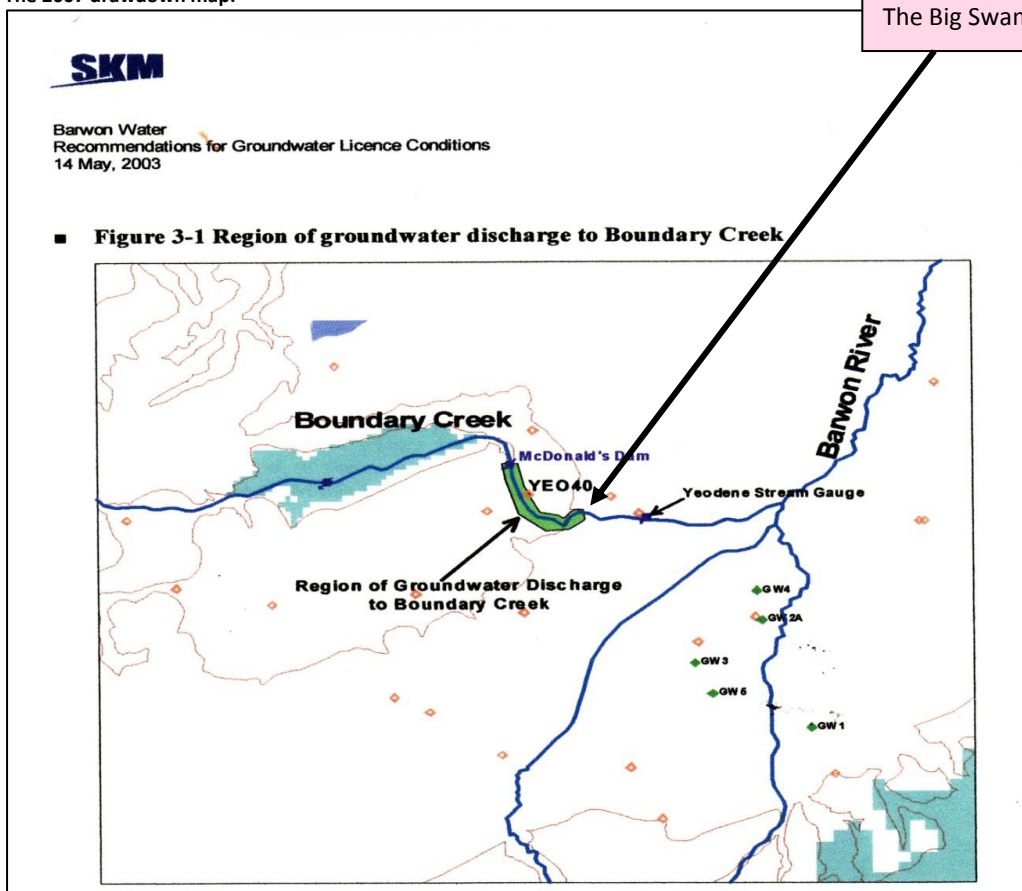 The 2007 drawdown map.
The Big Swam
SKM
Barwon Water
Recommendations for Groundwater Licence Conditions
14 May, 2003
■ Figure 3-1 Region of groundwater discharge to Boundary Creek
Barwon River
Boundary Creek
McDonald's Dam
YEO40
Yeodene Stream Gauge
Region of Groundwater Discharge
to Boundary Creek
GW4
GW2A
GW3
GW5
GW1